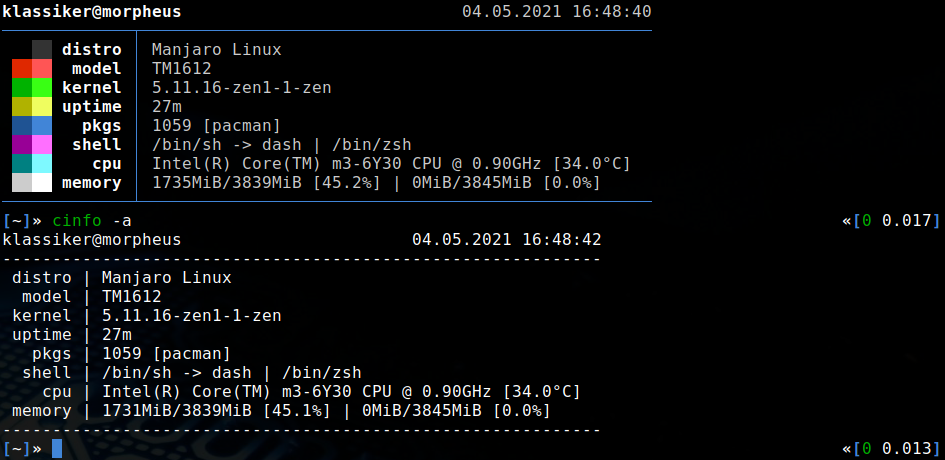 klassiker@morpheus 04.05.2021 16:48:40
distro Manjaro Linux
model TM1612
kernel 5.11.16-zen1-1-zen
uptime 27m
pkgs 1059 [pacman]
shell /bin/sh -> dash | /bin/zsh
cpu Intel(R) Core(TM) m3-6Y30 CPU @ 0.90GHz [34.0°C]
memory 1735MiB/3839MiB [45.2%] | 0MiB/3845MiB [0.0%]
[~]» cinfo -a «[0 0.017]
klassiker@morpheus 04.05.2021 16:48:42
------------------------------------------------------------
distro | Manjaro Linux
model | TM1612
kernel | 5.11.16-zen1-1-zen
uptime | 27m
pkgs | 1059 [pacman]
shell | /bin/sh -> dash | /bin/zsh
cpu | Intel(R) Core(TM) m3-6Y30 CPU @ 0.90GHz [34.0°C]
memory | 1731MiB/3839MiB [45.1%] | 0MiB/3845MiB [0.0%]
------------------------------------------------------------
[~]» «[0 0.013]